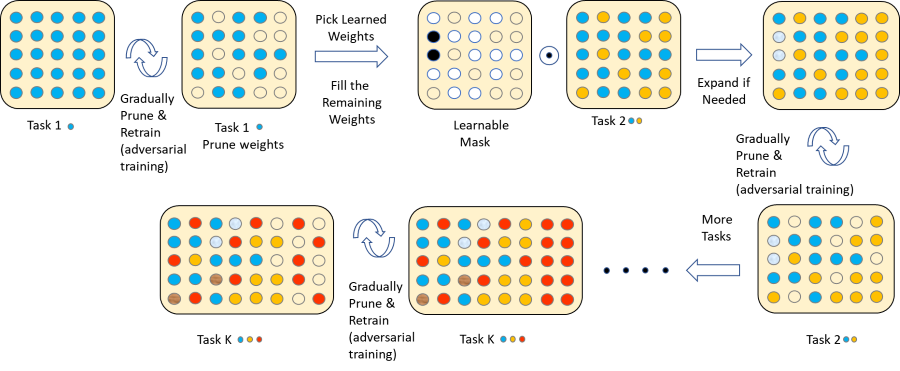 Task 1
Gradually
Prune &
Retrain
(adversarial
training)
Task 1
Prune weights
Pick Learned
Weights
Fill the
Remaining
Weights
Learnable
Mask
Task 2
Expand if
Needed
Gradually
Prune &
Retrain
(adversarial training)
Task 2
More
Tasks
Task K
Gradually
Prune &
Retrain
(adversarial
training)
Task K